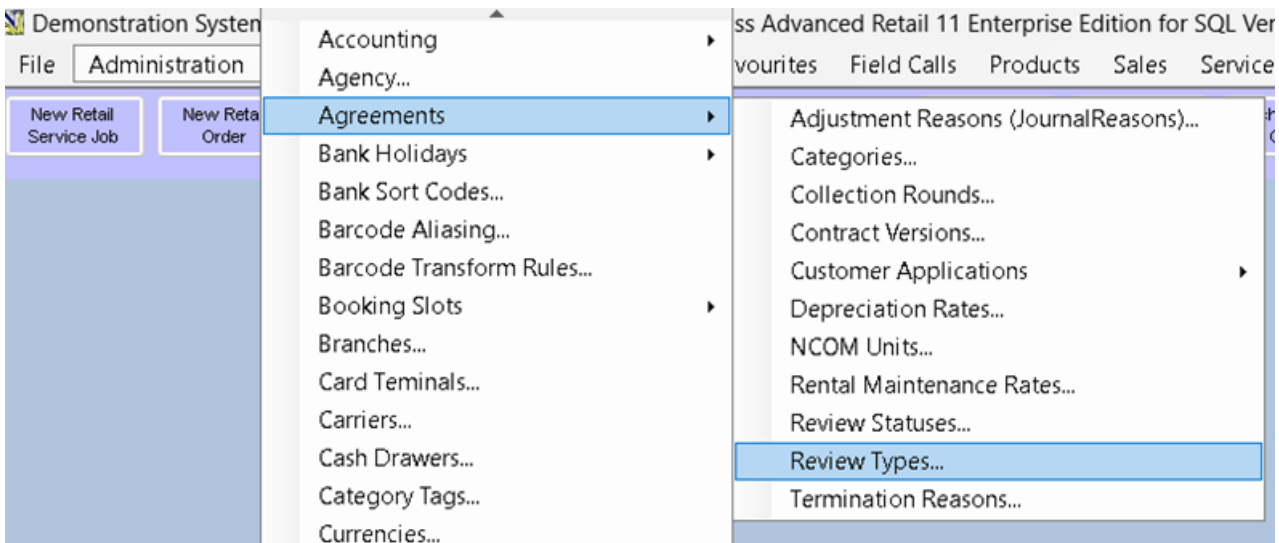 Demonstration System
ss Advanced Retail 11 Enterprise Edition for SQL Ver
File Administration
vourites Field Calls Products Sales Service
New Retail
Service Job
New Reta
Order
Accounting
Agency...
Agreements
Bank Holidays
Bank Sort Codes...
Barcode Aliasing...
Barcode Transform Rules...
Booking Slots
Branches...
Card Teminals...
Carriers...
Cash Drawers...
Category Tags...
Currencies...
Adjustment Reasons (JournalReasons)...
Categories...
Collection Rounds...
Contract Versions...
Customer Applications
Depreciation Rates...
NCOM Units...
Rental Maintenance Rates...
Review Statuses...
Review Types...
Termination Reasons...